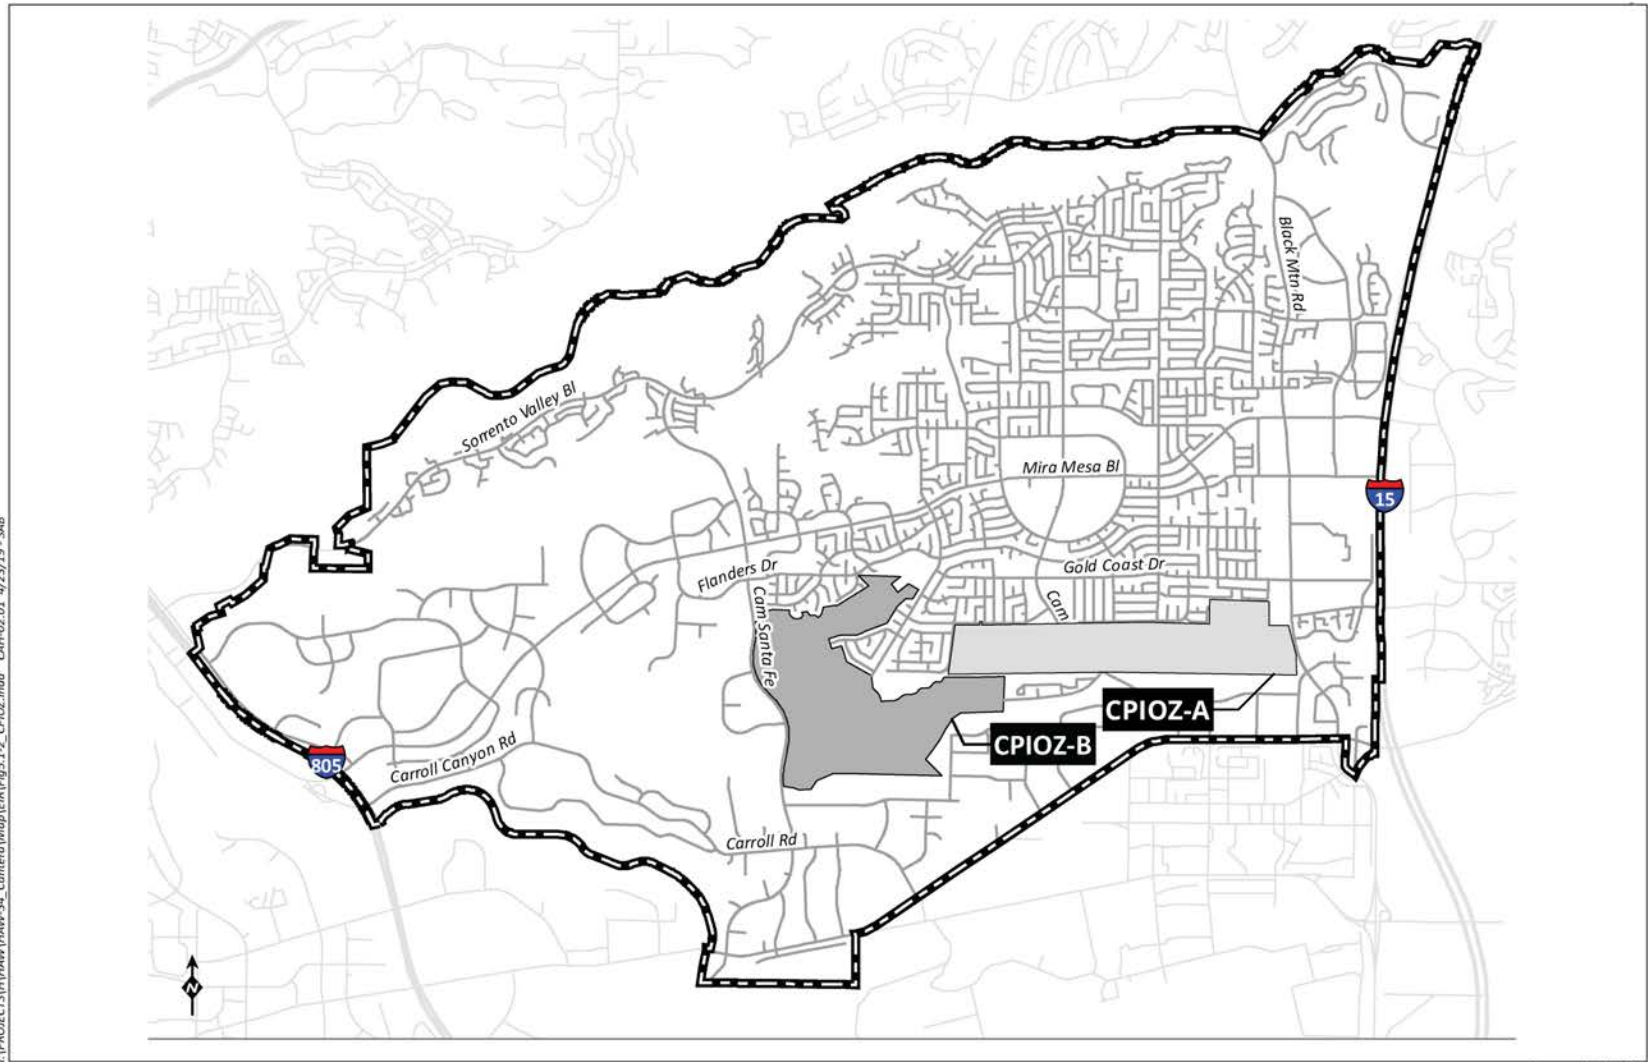 Black Mtn Rd
Sorrento Valley Bl
Mira Mesa Bl
15
Flanders Dr
Gold Coast Dr
Cam Santa Fe
Cam
CPIOZ-A
CPIOZ-B
805
Carroll Canyon Rd
Carroll Rd
N